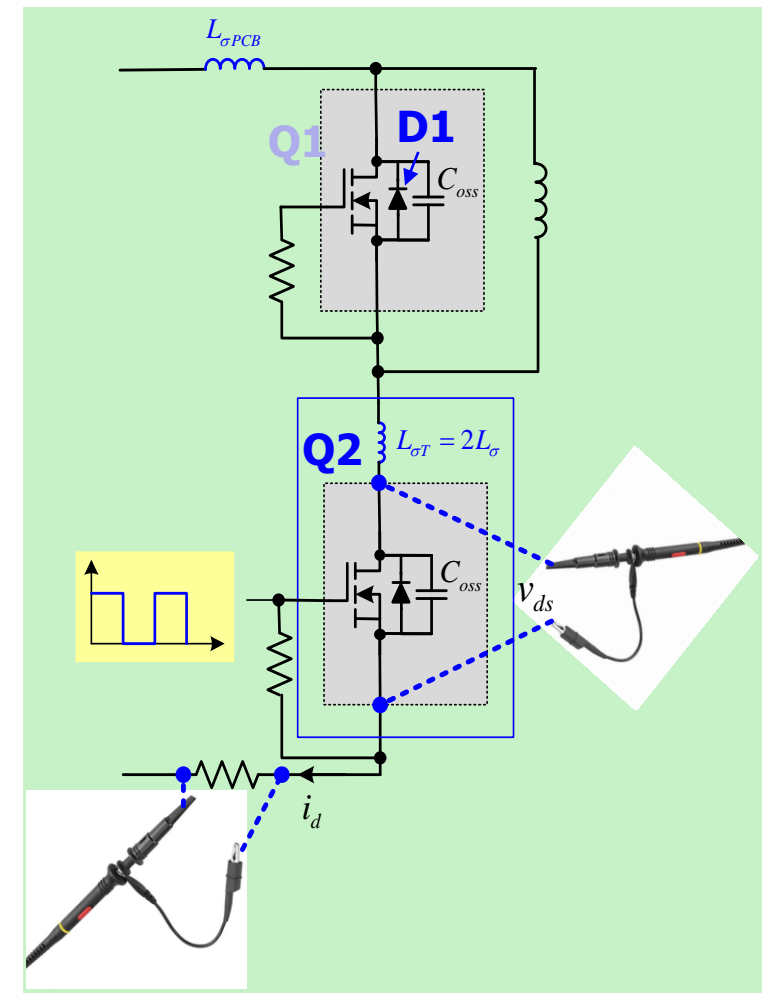 LσPCB
Q1
D1
Coss
Q2
LσT = 2Lσ
Coss
vds
id